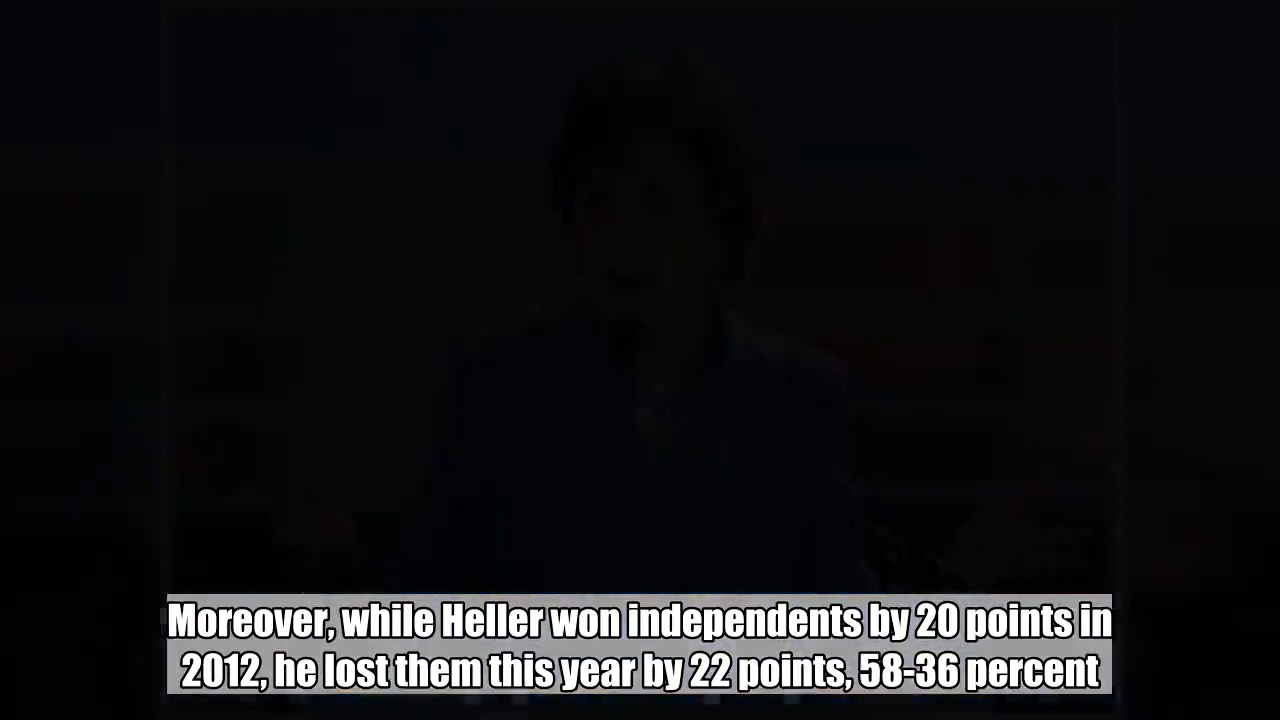 Moreover, while Heller won independents by 20 points in
2012, he lost them this year by 22 points, 58-36 percent